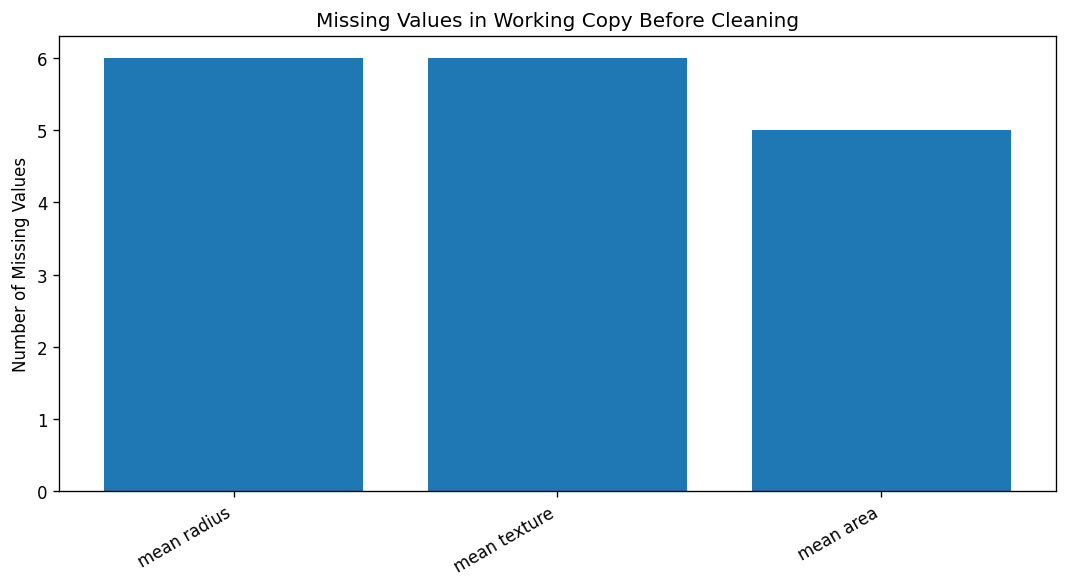 Missing Values in Working Copy Before Cleaning
Number of Missing Values
6
5
4
3
2
1
0
mean radius
mean texture
mean area